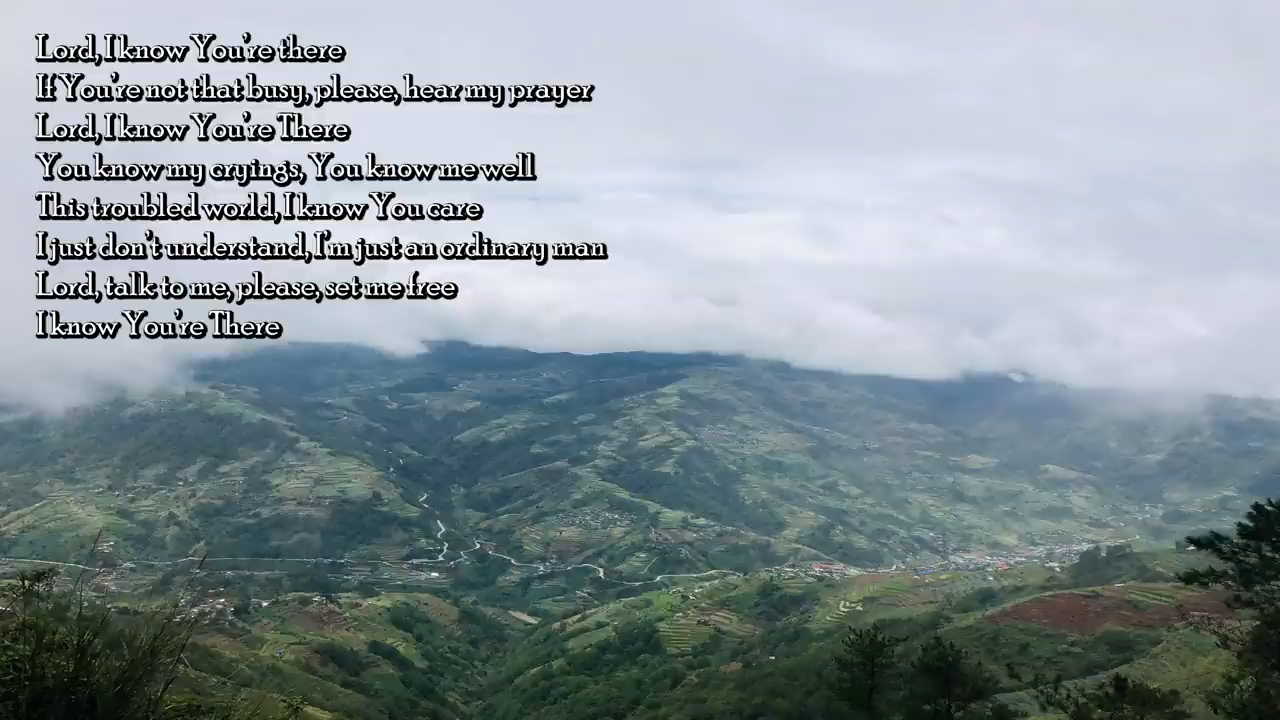 Lord, I know You're there
If You're not that busy, please, hear my prayer
Lord, I know You're There
You know my cryings, You know me well
This troubled world, I know You care
I just don't understand, I'm just an ordinary man
Lord, talk to me, please, set me free
I know You're There